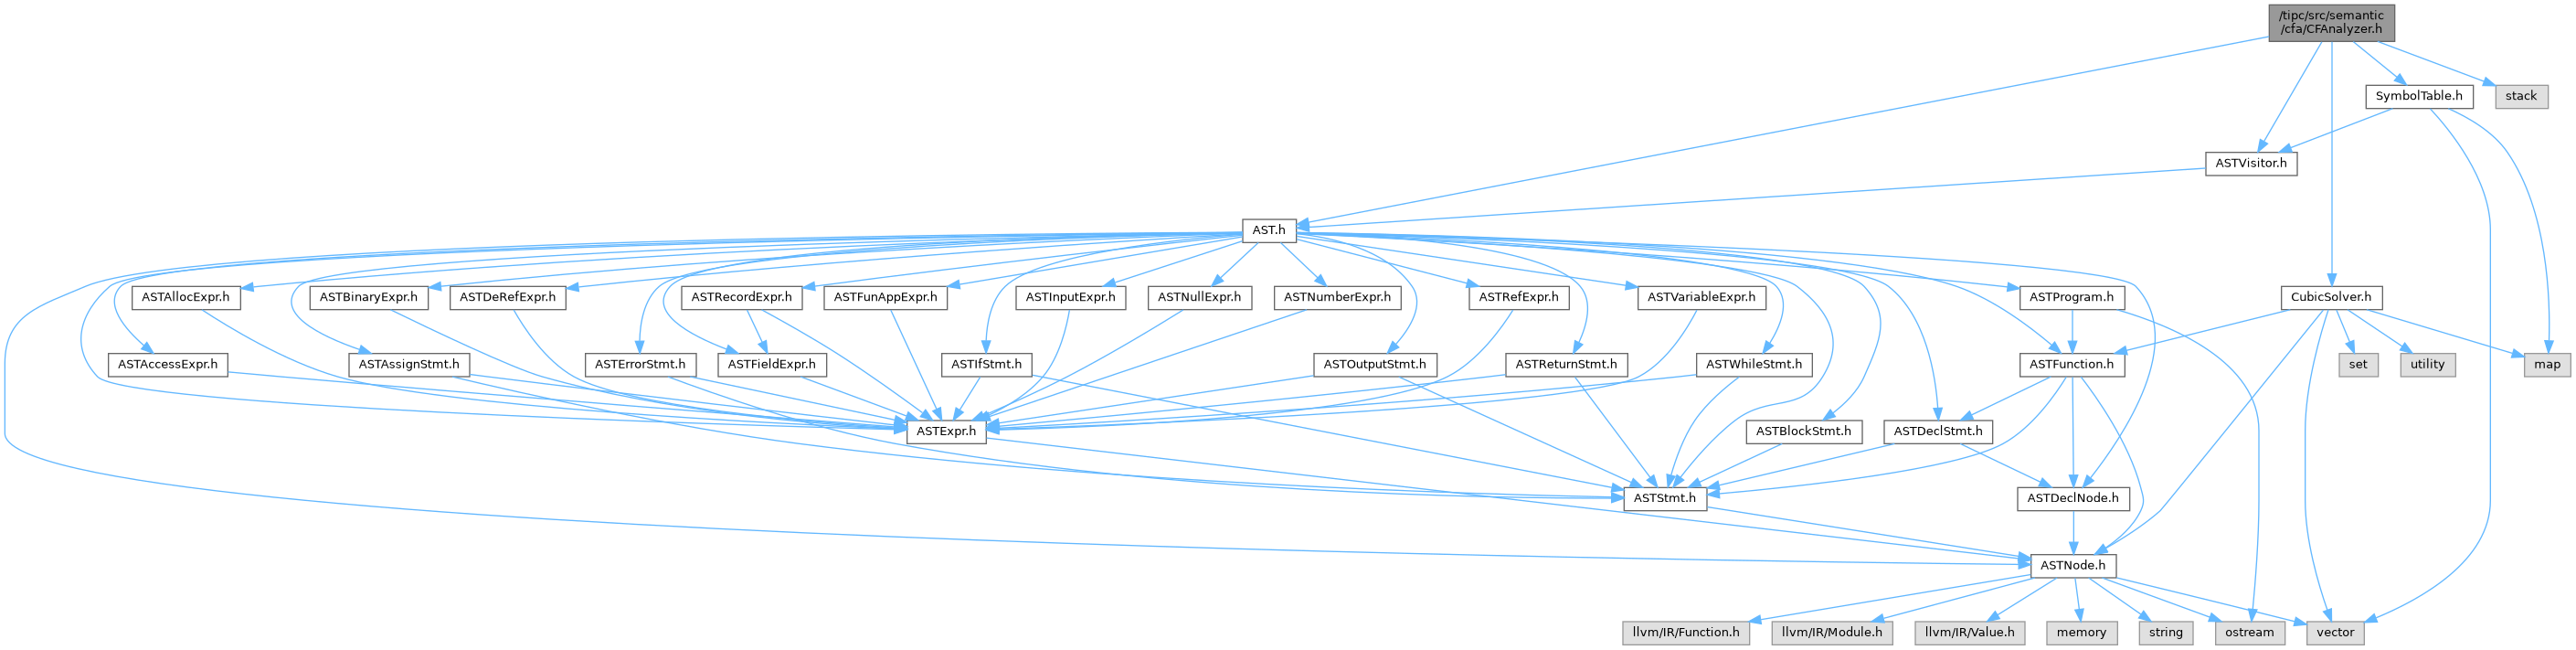 /tipc/src/semantic
/cfa/CFAnalyzer.h
SymbolTable.h
stack
ASTVisitor.h
AST.h
ASTAllocExpr.h
ASTBinaryExpr.h
ASTDeRefExpr.h
ASTRecordExpr.h
ASTFunAppExpr.h
ASTInputExpr.h
ASTNullExpr.h
ASTNumberExpr.h
ASTRefExpr.h
ASTVariableExpr.h
ASTProgram.h
CubicSolver.h
ASTAccessExpr.h
ASTAssignStmt.h
ASTErrorStmt.h
ASTFieldExpr.h
ASTIfStmt.h
ASTOutputStmt.h
ASTReturnStmt.h
ASTWhileStmt.h
ASTFunction.h
set
utility
map
ASTExpr.h
ASTBlockStmt.h
ASTDeclStmt.h
ASTStmt.h
ASTDeclNode.h
ASTNode.h
llvm/IR/Function.h
llvm/IR/Module.h
llvm/IR/Value.h
memory
string
ostream
vector